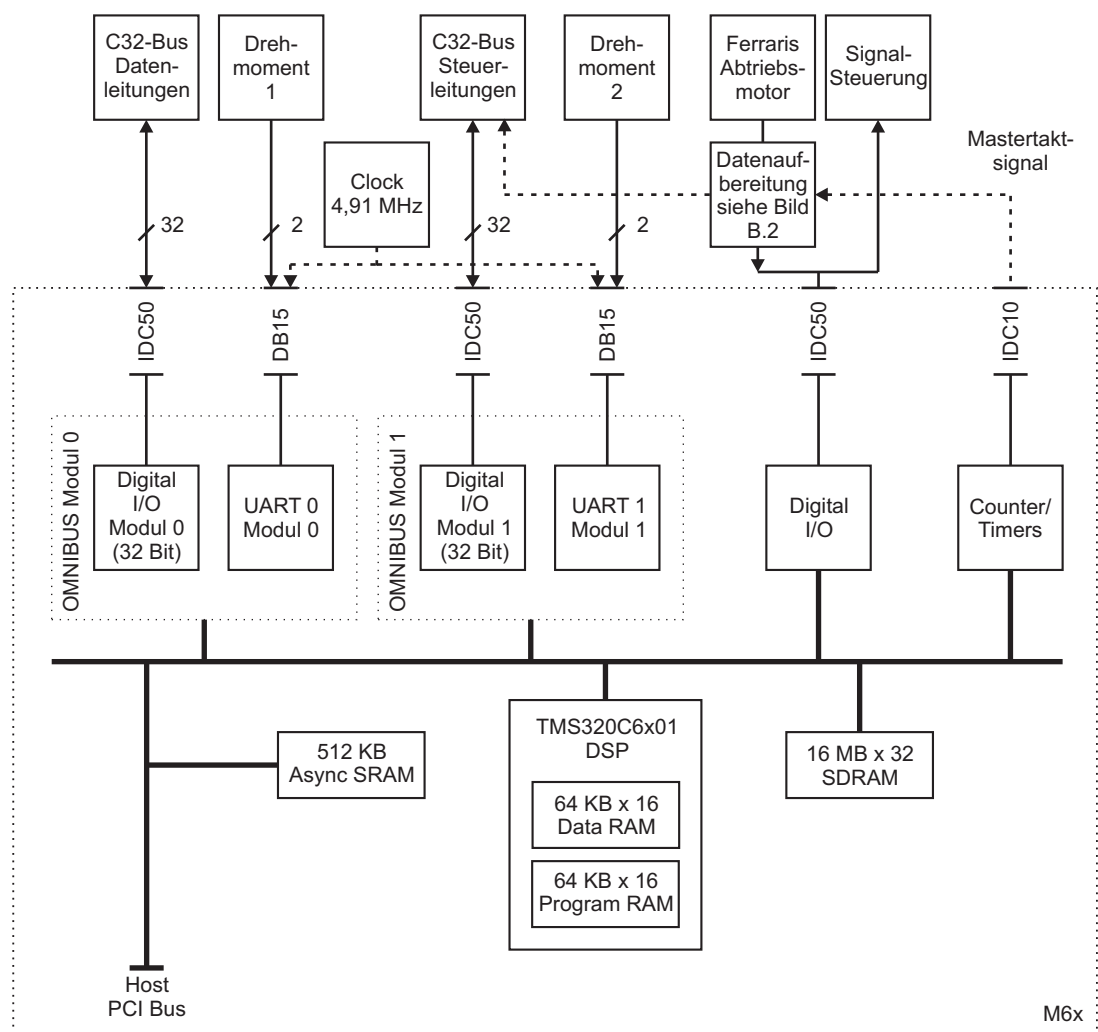 C32-Bus
Daten-
leitungen
Dreh-
moment
1
C32-Bus
Steuer-
leitungen
Dreh-
moment
2
Ferraris
Abtriebs-
motor
Signal-
Steuerung
Mastertakt-
signal
Clock
4,91 MHz
Datenauf-
bereitung
siehe Bild
B.2
32
2
32
2
IDC50
DB15
IDC50
DB15
IDC50
IDC10
OMNIBUS Modul 0
Digital
I/O
Modul 0
(32 Bit)
UART 0
Modul 0
OMNIBUS Modul 1
Digital
I/O
Modul 1
(32 Bit)
UART 1
Modul 1
Digital
I/O
Counter/
Timers
512 KB
Async SRAM
TMS320C6x01
DSP
64 KB x 16
Data RAM
64 KB x 16
Program RAM
16 MB x 32
SDRAM
Host
PCI Bus
M6x